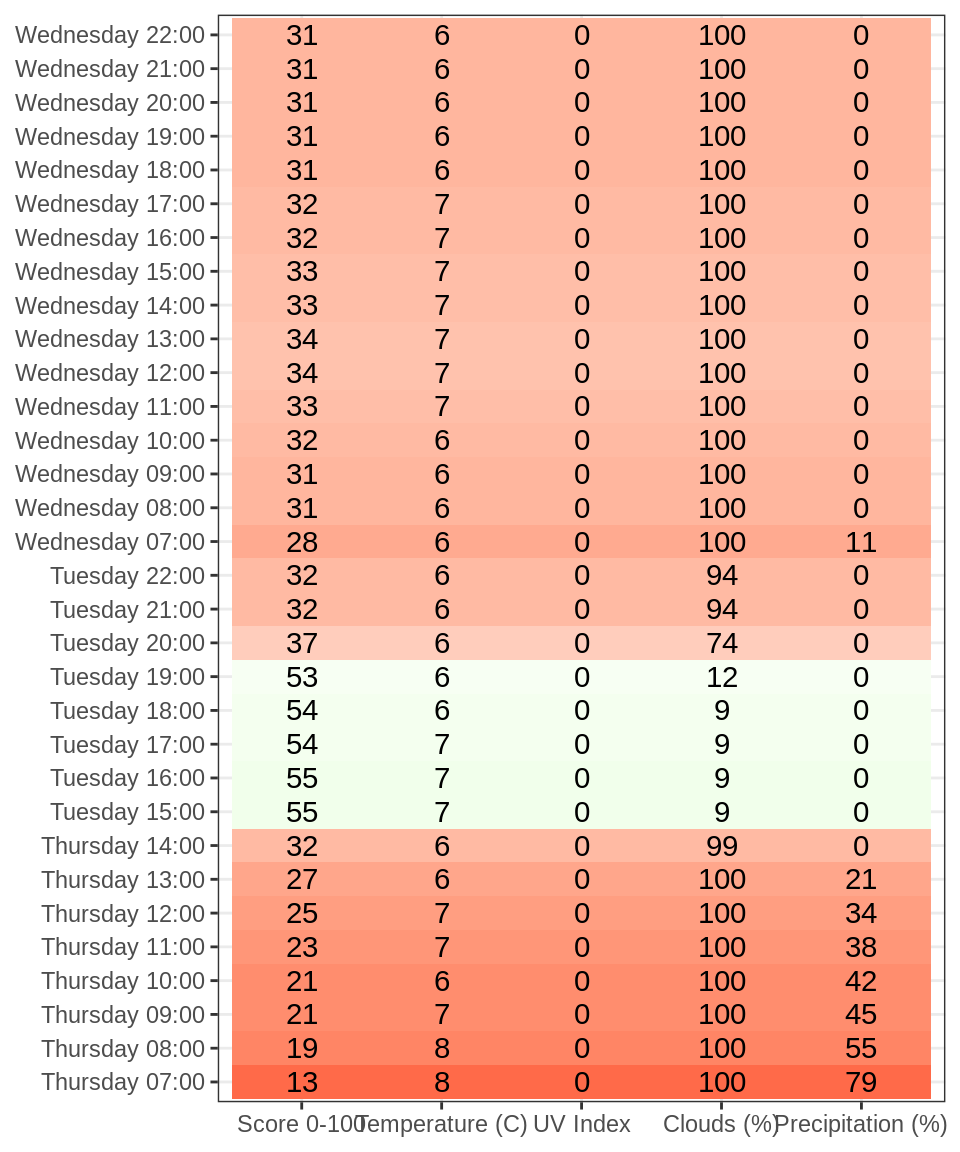 Wednesday 22:00 31 6 0 100 0
Wednesday 21:00 31 6 0 100 0
Wednesday 20:00 31 6 0 100 0
Wednesday 19:00 31 6 0 100 0
Wednesday 18:00 31 6 0 100 0
Wednesday 17:00 32 7 0 100 0
Wednesday 16:00 32 7 0 100 0
Wednesday 15:00 33 7 0 100 0
Wednesday 14:00 33 7 0 100 0
Wednesday 13:00 34 7 0 100 0
Wednesday 12:00 34 7 0 100 0
Wednesday 11:00 33 7 0 100 0
Wednesday 10:00 32 6 0 100 0
Wednesday 09:00 31 6 0 100 0
Wednesday 08:00 31 6 0 100 0
Wednesday 07:00 28 6 0 100 11
Tuesday 22:00 32 6 0 94 0
Tuesday 21:00 32 6 0 94 0
Tuesday 20:00 37 6 0 74 0
Tuesday 19:00 53 6 0 12 0
Tuesday 18:00 54 6 0 9 0
Tuesday 17:00 54 7 0 9 0
Tuesday 16:00 55 7 0 9 0
Tuesday 15:00 55 7 0 9 0
Thursday 14:00 32 6 0 99 0
Thursday 13:00 27 6 0 100 21
Thursday 12:00 25 7 0 100 34
Thursday 11:00 23 7 0 100 38
Thursday 10:00 21 6 0 100 42
Thursday 09:00 21 7 0 100 45
Thursday 08:00 19 8 0 100 55
Thursday 07:00 13 8 0 100 79
Score 0-100 Temperature (C) UV Index Clouds (%) Precipitation (%)